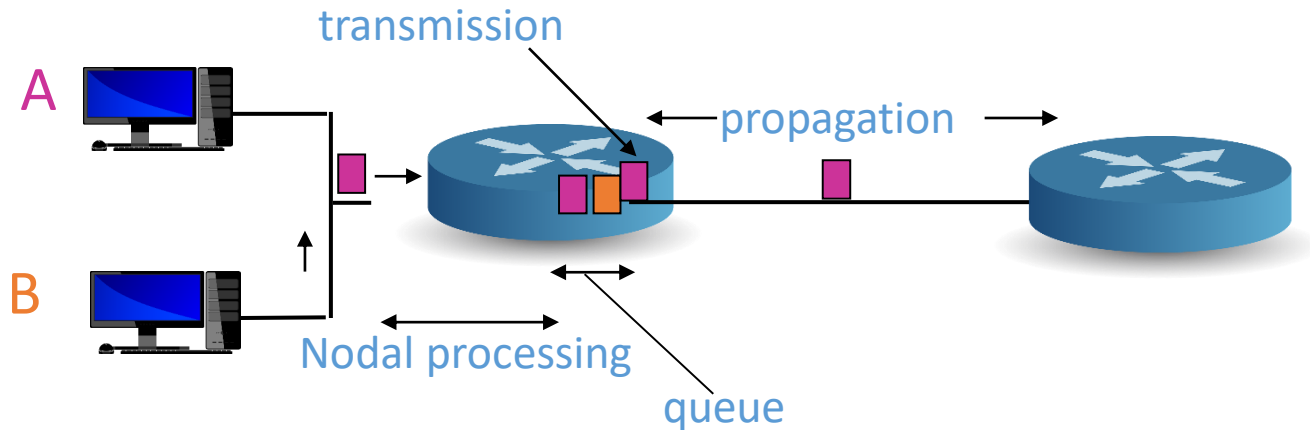 transmission
A
propagation
B
Nodal processing
queue